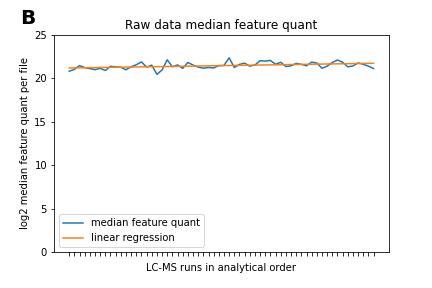 B
Raw data median feature quant
log2 median feature quant per file
25
20
15
10
5
0
median feature quant
linear regression
LC-MS runs in analytical order